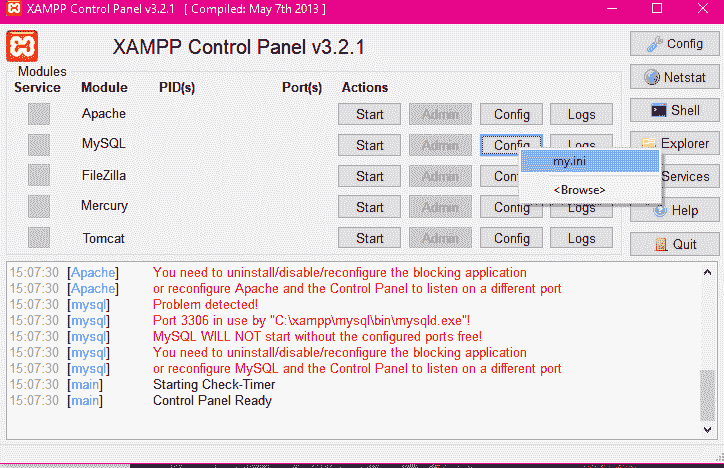 XAMPP Control Panel v3.2.1 [ Compiled: May 7th 2013 ]
XAMPP Control Panel v3.2.1
Config
Modules
Service Module PID(s) Port(s) Actions
Netstat
Apache Start Admin Config Logs
Shell
MySQL Start Admin Config Logs
Explorer
my.ini
FileZilla Start Admin
Services
<Browse>
Mercury Start Admin Config Logs
Help
Tomcat Start Admin Config Logs
Quit
15:07:30 [Apache] You need to uninstall/disable/reconfigure the blocking application
15:07:30 [Apache] or reconfigure Apache and the Control Panel to listen on a different port
15:07:30 [mysql] Problem detected!
15:07:30 [mysql] Port 3306 in use by "C:\xampp\mysql\bin\mysqld.exe"!
15:07:30 [mysql] MySQL WILL NOT start without the configured ports free!
15:07:30 [mysql] You need to uninstall/disable/reconfigure the blocking application
15:07:30 [mysql] or reconfigure MySQL and the Control Panel to listen on a different port
15:07:30 [main] Starting Check-Timer
15:07:30 [main] Control Panel Ready